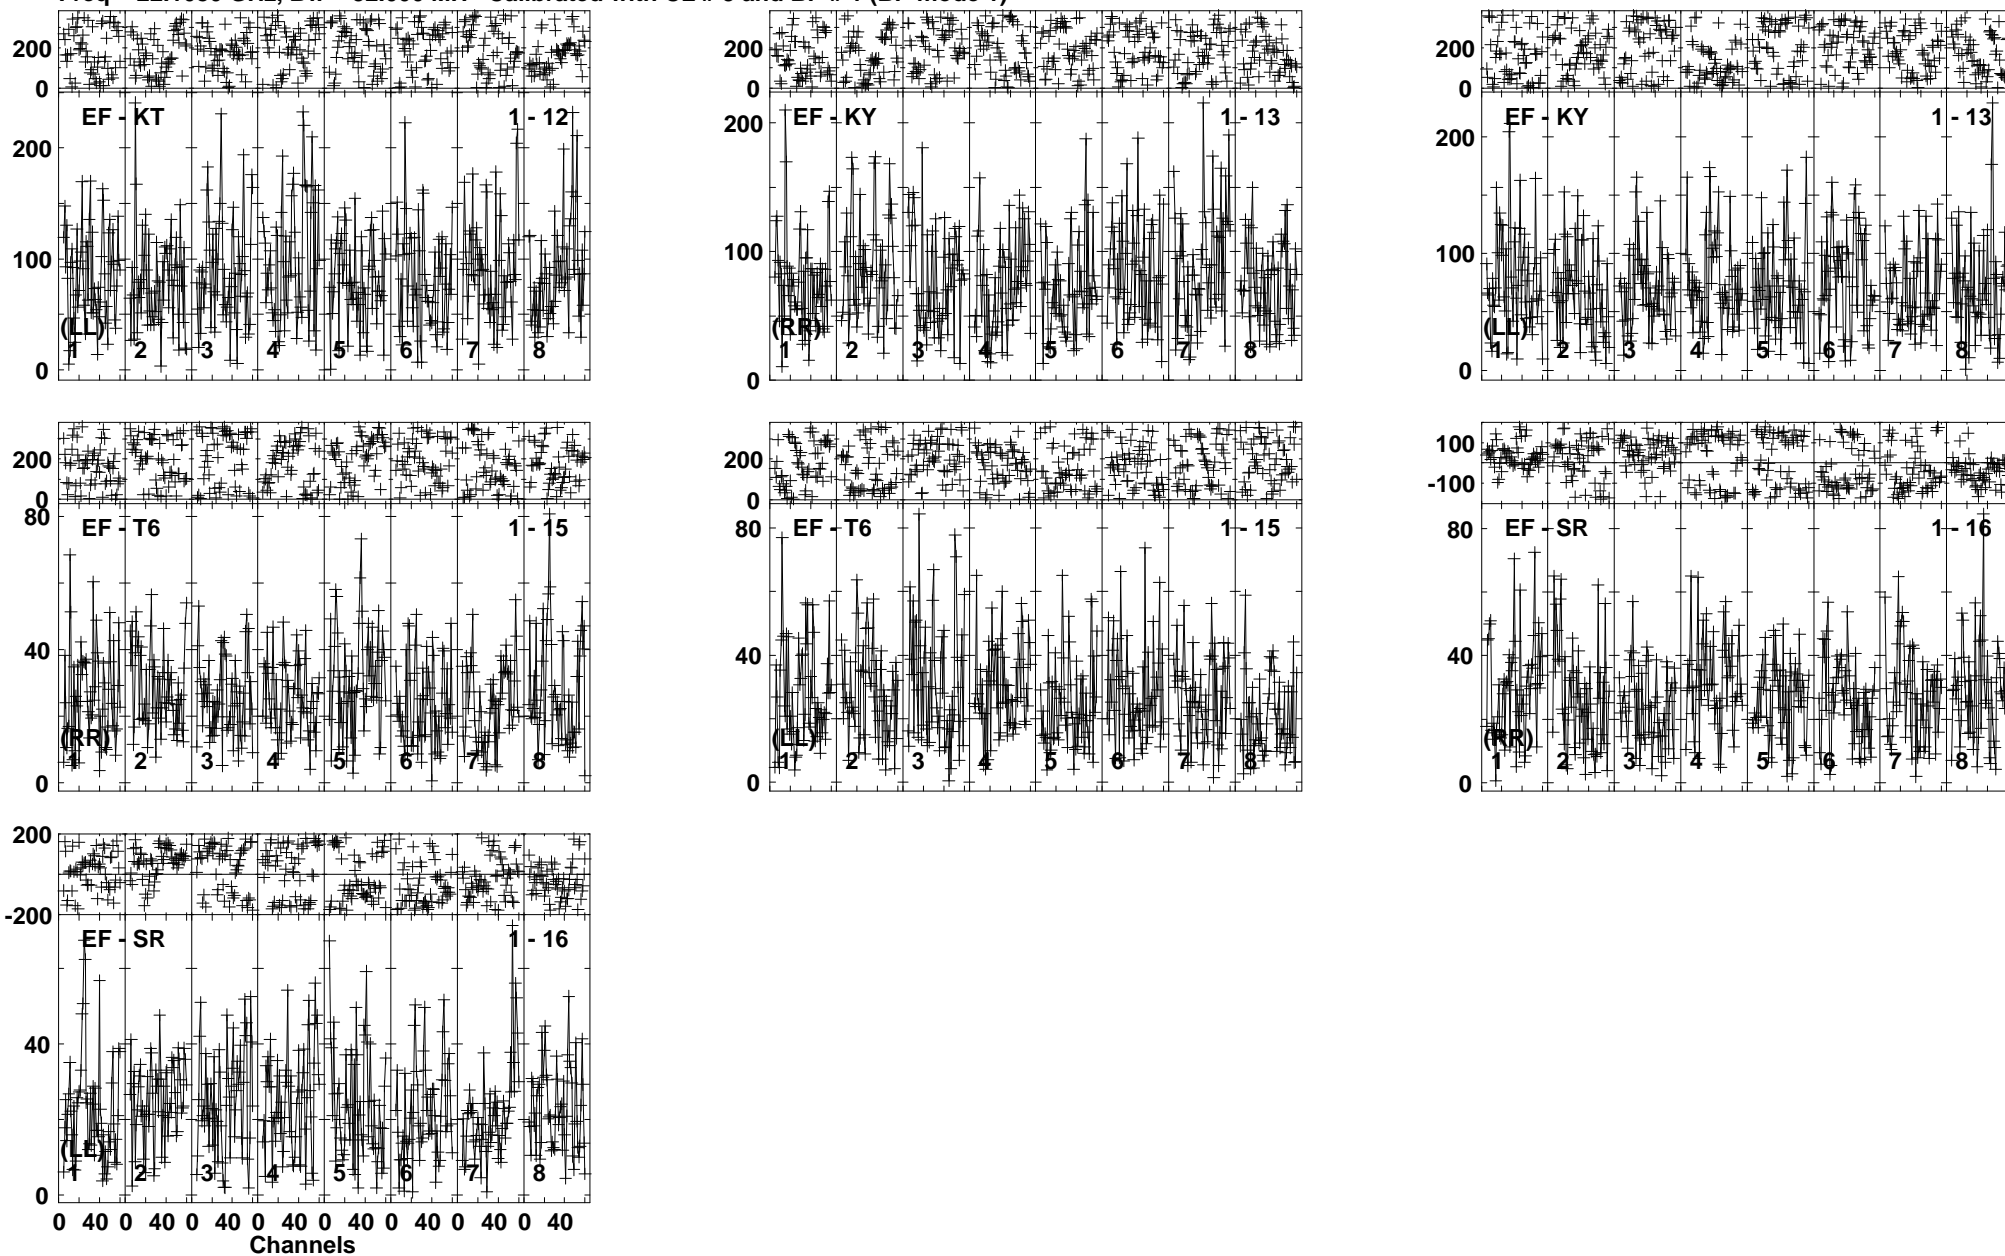 200 0 EF - KT 1 - 12 200 100 0 (LL) 1 2 3 4 5 6 7 8
200 0 EF - KY 1 - 13 200 100 0 (RR) 1 2 3 4 5 6 7 8
200 0 EF - KY 1 - 13 200 100 0 (LL) 1 2 3 4 5 6 7 8
200 0 EF - T6 1 - 15 80 40 0 (RR) 1 2 3 4 5 6 7 8
200 0 EF - T6 1 - 15 80 40 0 (LL) 1 2 3 4 5 6 7 8
100 -100 EF - SR 1 - 16 80 40 0 (RR) 1 2 3 4 5 6 7 8
200 -200 EF - SR 1 - 16 40 0 (LL) 1 2 3 4 5 6 7 8
0 40 0 40 0 40 0 40 0 40 0 40 0 40 0 40
Channels